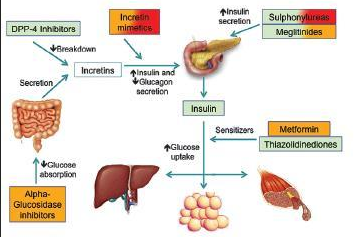 DPP-4 Inhibitors
Incretin
mimetics
Insulin
secretion
Sulphonylureas
Meglitinides
Breakdown
Incretins
Insulin and
Glucagon
secretion
Secretion
Insulin
Sensitizers
Metformin
Thiazolidinediones
Glucose
uptake
Glucose
absorption
Alpha-
Glucosidase
inhibitors